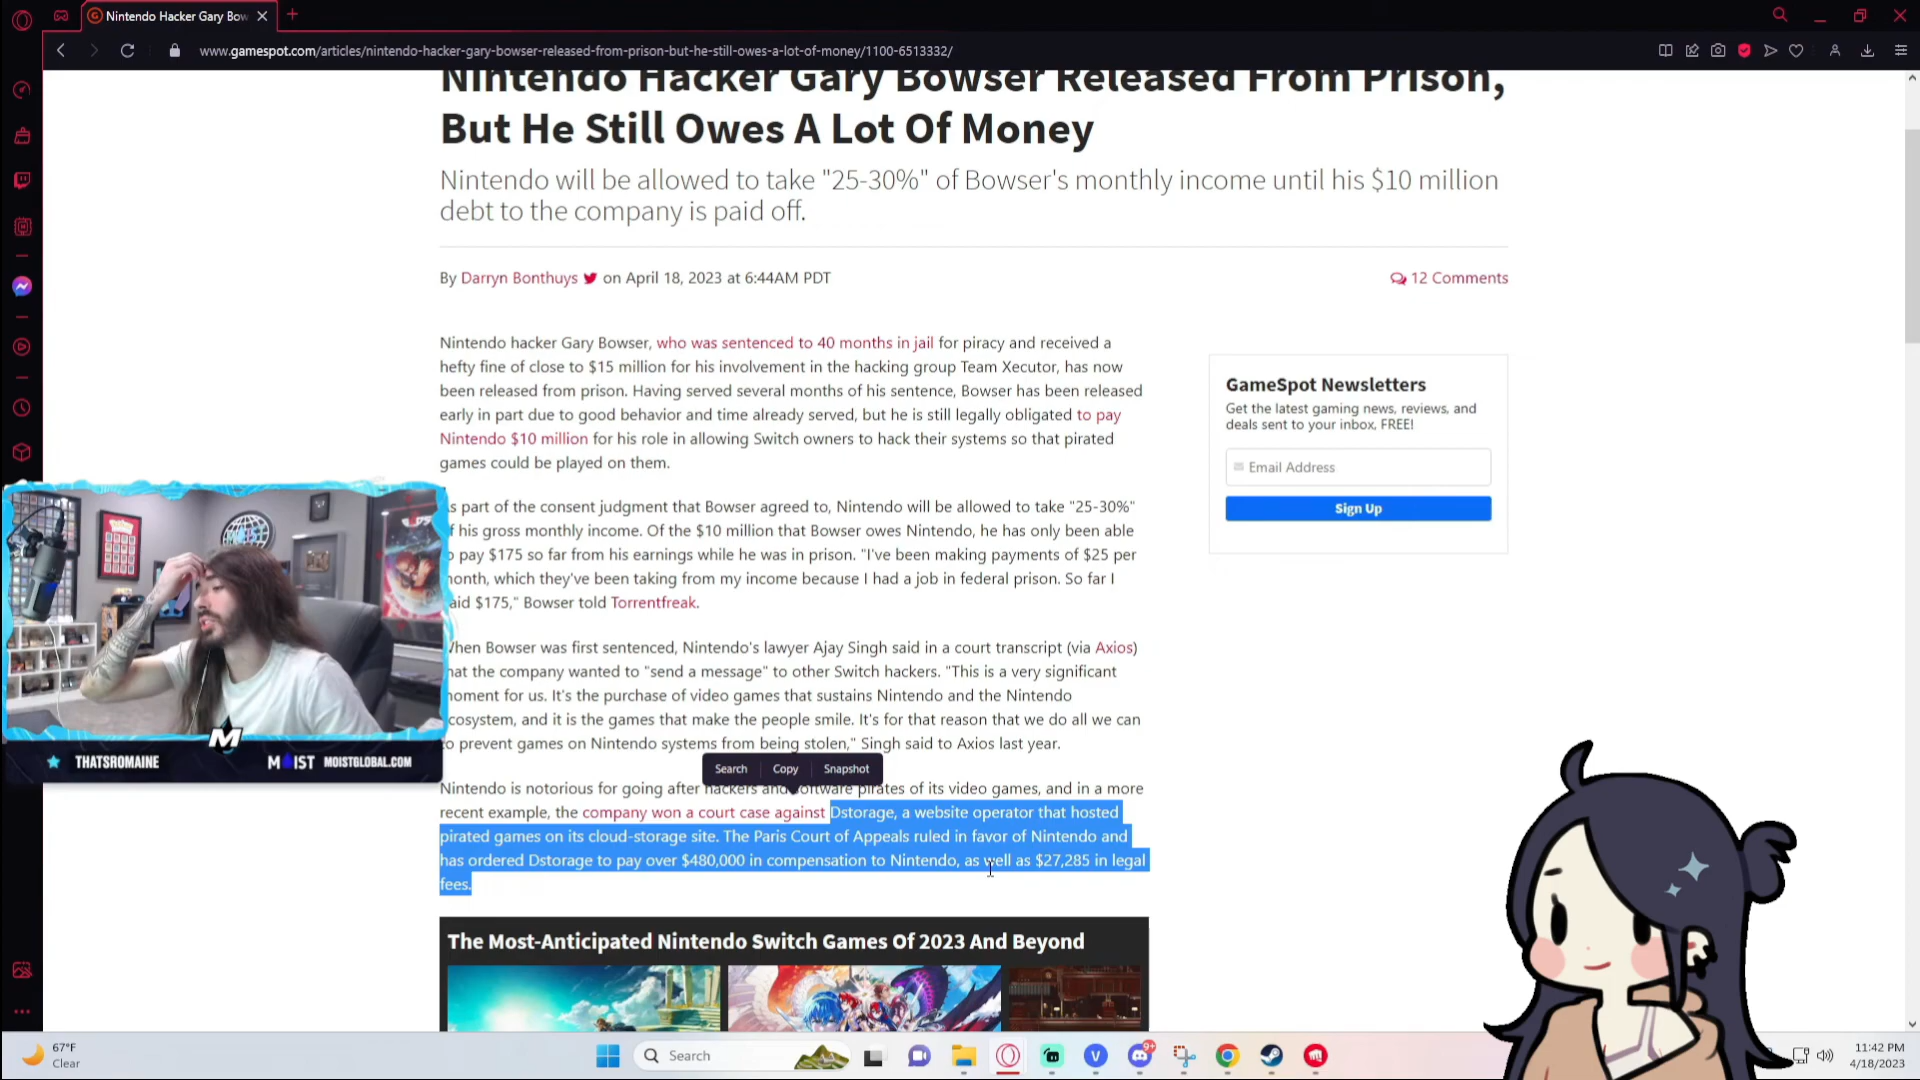 Nintendo Hacker Gary Bow
www.gamespot.com/articles/nintendo-hacker-gary-bowser-released-from-prison-but-he-still-owes-a-lot-of-money/1100-6513332/
Nintendo Hacker Gary Bowser Released From Prison,
But He Still Owes A Lot Of Money
Nintendo will be allowed to take "25-30%" of Bowser's monthly income until his $10 million
debt to the company is paid off.
By Darryn Bonthuys on April 18, 2023 at 6:44AM PDT
12 Comments
Nintendo hacker Gary Bowser, who was sentenced to 40 months in jail for piracy and received a
hefty fine of close to $15 million for his involvement in the hacking group Team Xecutor, has now
been released from prison. Having served several months of his sentence, Bowser has been released
early in part due to good behavior and time already served, but he is still legally obligated to pay
Nintendo $10 million for his role in allowing Switch owners to hack their systems so that pirated
games could be played on them.
s part of the consent judgment that Bowser agreed to, Nintendo will be allowed to take "25-30%"
f his gross monthly income. Of the $10 million that Bowser owes Nintendo, he has only been able
o pay $175 so far from his earnings while he was in prison. "I've been making payments of $25 per
onth, which they've been taking from my income because I had a job in federal prison. So far I
aid $175," Bowser told Torrentfreak.
hen Bowser was first sentenced, Nintendo's lawyer Ajay Singh said in a court transcript (via Axios)
at the company wanted to "send a message" to other Switch hackers. "This is a very significant
oment for us. It's the purchase of video games that sustains Nintendo and the Nintendo
cosystem, and it is the games that make the people smile. It's for that reason that we do all we can
o prevent games on Nintendo systems from being stolen," Singh said to Axios last year.
Search Copy Snapshot
Nintendo is notorious for going after hackers and software pirates of its video games, and in a more
recent example, the company won a court case against Dstorage, a website operator that hosted
pirated games on its cloud-storage site. The Paris Court of Appeals ruled in favor of Nintendo and
has ordered Dstorage to pay over $480,000 in compensation to Nintendo, as well as $27,285 in legal
fees.
The Most-Anticipated Nintendo Switch Games Of 2023 And Beyond
GameSpot Newsletters
Get the latest gaming news, reviews, and
deals sent to your inbox, FREE!
Email Address
Sign Up
THATSROMAINE
M IST MOISTGLOBAL.COM
67°F
Clear
Search
9+
11:42 PM
4/18/2023